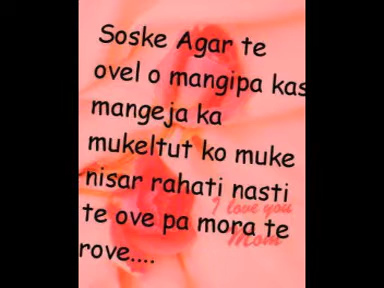 Soske Agar te
ovel o mangipa kas
mangeja ka
mukeltut ko muke
nisar rahati nasti
te ove pa mora te
rove....
I love you
Mom